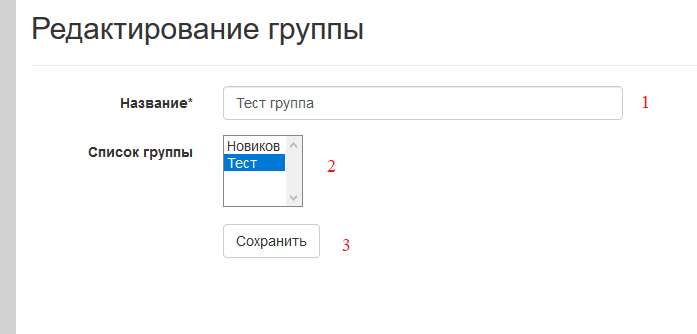 Редактирование группы
Название* Тест группа 1
Список группы Новиков
Тест 2
Сохранить 3